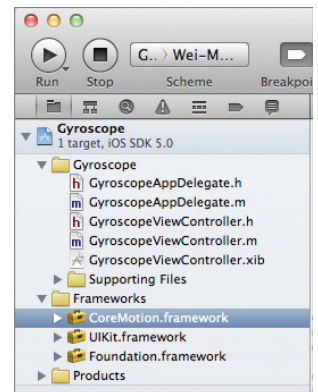 G.. › Wei-M...
Run Stop Scheme Breakpoi
Gyroscope
1 target, iOS SDK 5.0
Gyroscope
h GyroscopeAppDelegate.h
m GyroscopeAppDelegate.m
h GyroscopeViewController.h
m GyroscopeViewController.m
GyroscopeViewController.xib
Supporting Files
Frameworks
CoreMotion.framework
UIKit.framework
Foundation.framework
Products